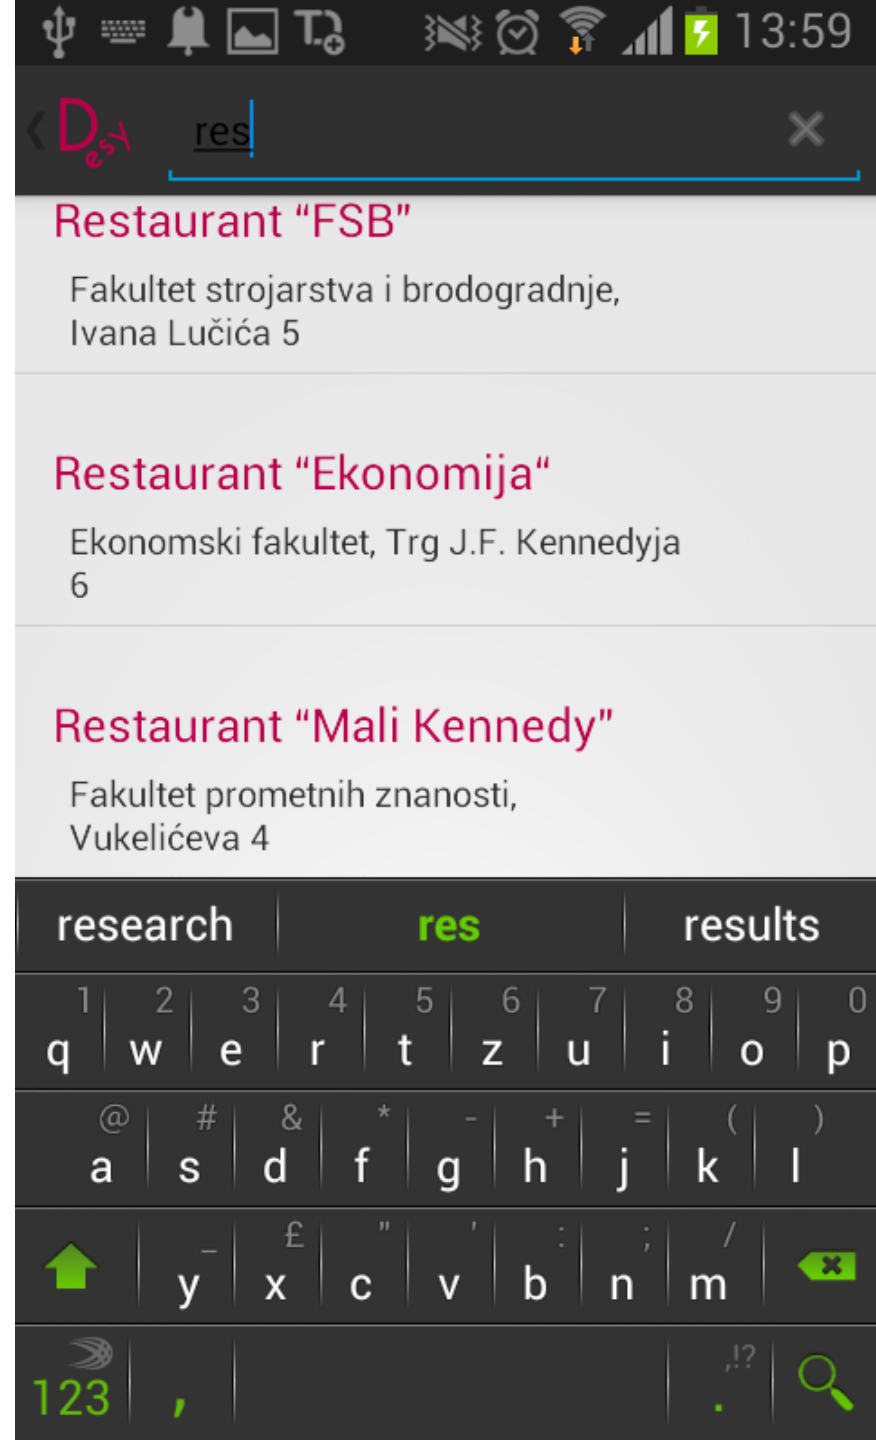 13:59
Desy
res
Restaurant “FSB”
Fakultet strojarstva i brodogradnje,
Ivana Lučića 5
Restaurant “Ekonomija“
Ekonomski fakultet, Trg J.F. Kennedyja
6
Restaurant “Mali Kennedy”
Fakultet prometnih znanosti,
Vukelićeva 4
research res results
1 2 3 4 5 6 7 8 9 0
q w e r t z u i o p
@ # & * - + = ( )
a s d f g h j k l
_ £ " ' : ; /
y x c v b n m
,!?
123 , .